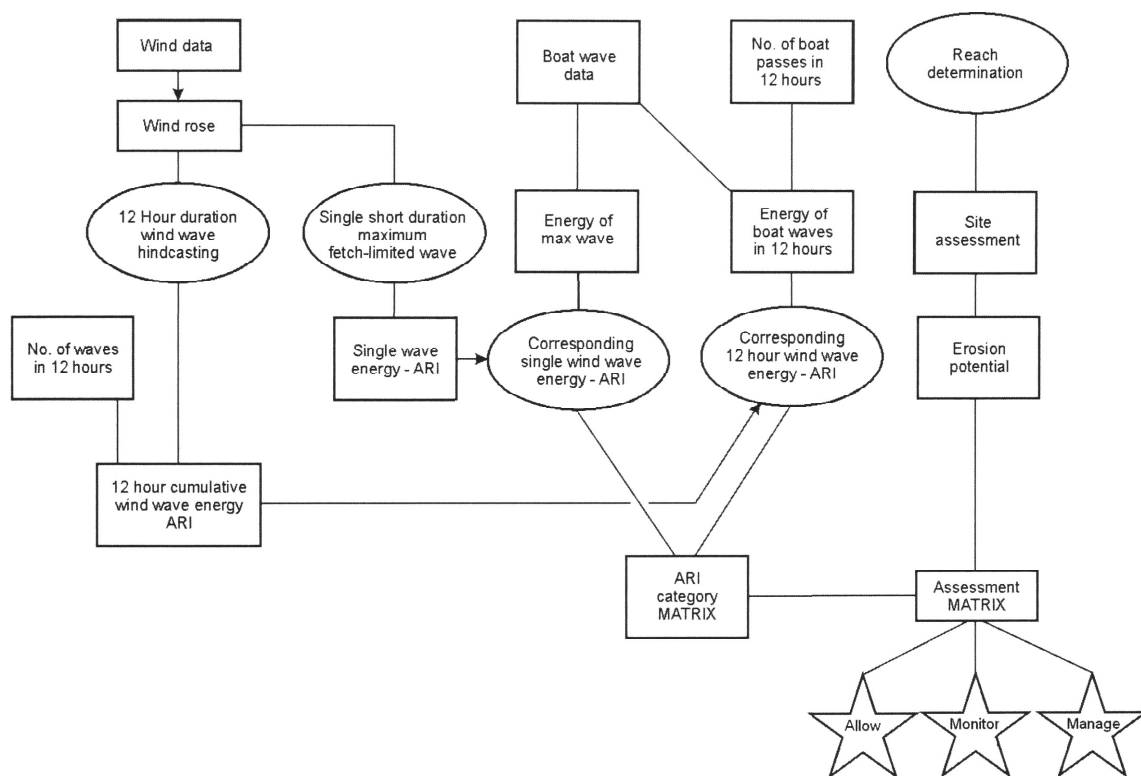 Wind data
Boat wave
data
No. of boat
passes in
12 hours
Reach
determination
Wind rose
12 Hour duration
wind wave
hindcasting
Single short duration
maximum
fetch-limited wave
Energy of
max wave
Energy of
boat waves
in 12 hours
Site
assessment
No. of waves
in 12 hours
Single wave
energy - ARI
Corresponding
single wind wave
energy - ARI
Corresponding
12 hour wind wave
energy - ARI
Erosion
potential
12 hour cumulative
wind wave energy
ARI
ARI
category
MATRIX
Assessment
MATRIX
Allow
Monitor
Manage